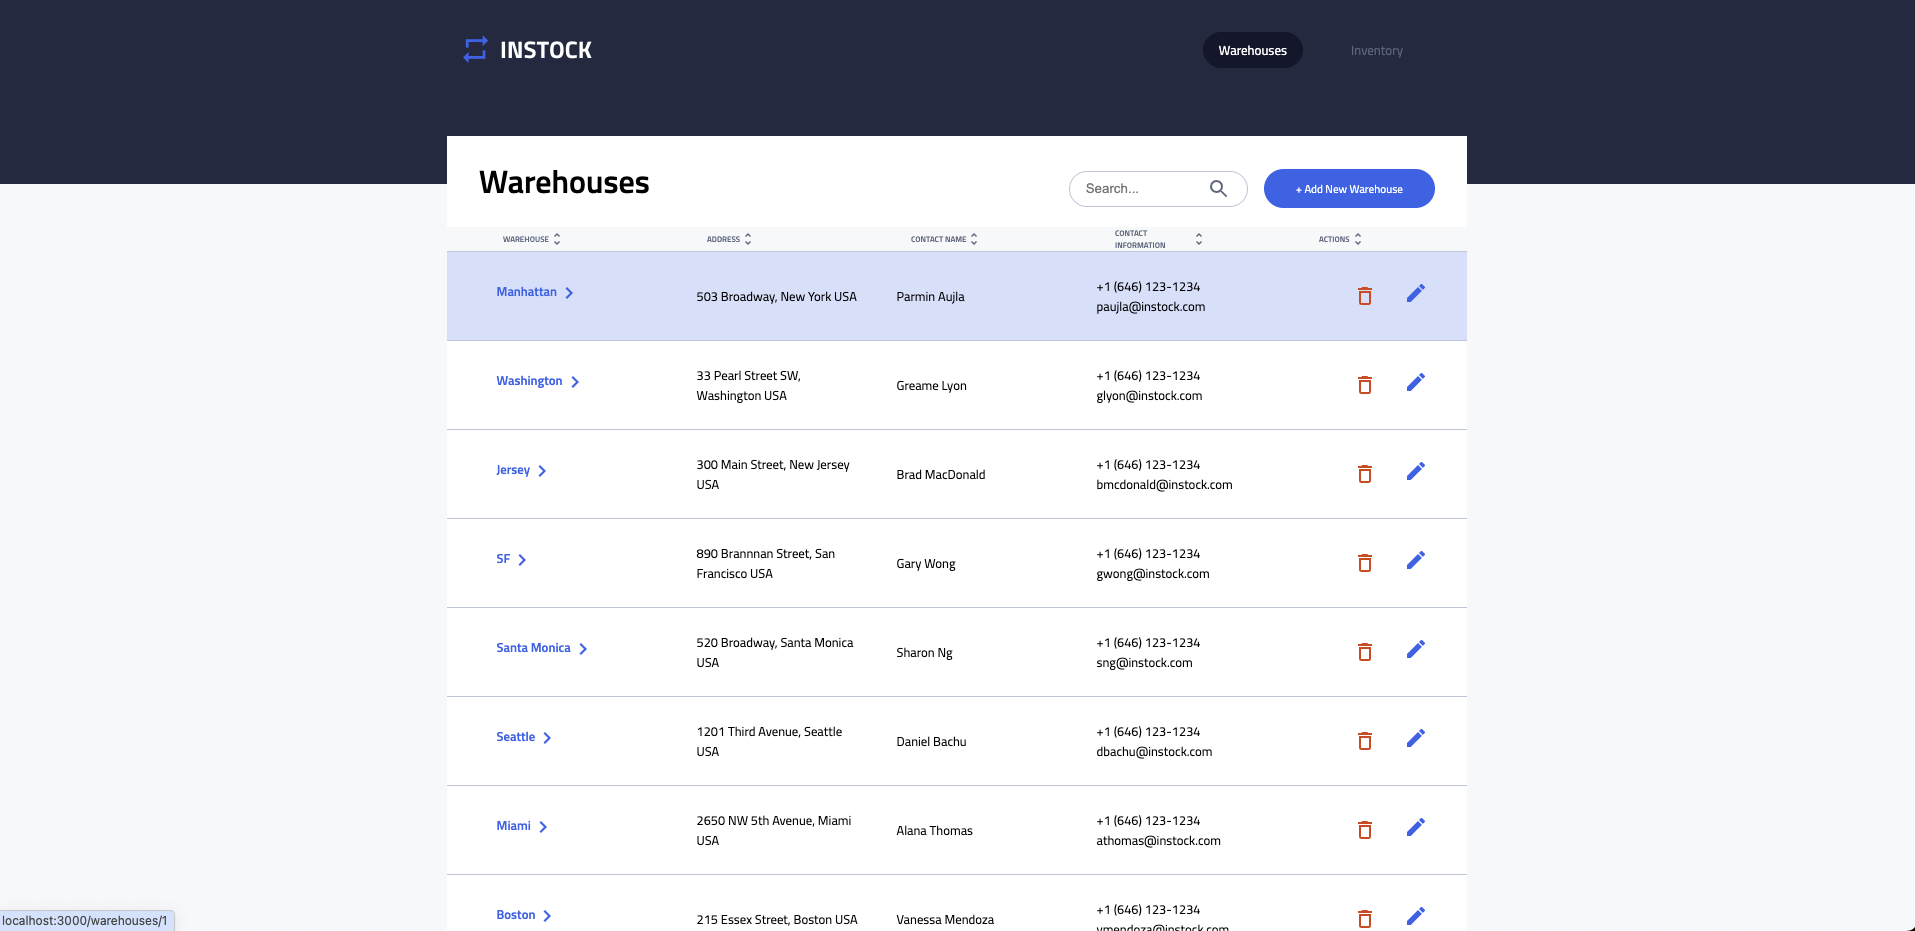 INSTOCK
Warehouses
Inventory
Warehouses
Search...
+ Add New Warehouse
WAREHOUSE
ADDRESS
CONTACT NAME
CONTACT
INFORMATION
ACTIONS
Manhattan
503 Broadway, New York USA
Parmin Aujla
+1 (646) 123-1234
paujla@instock.com
Washington
33 Pearl Street SW,
Washington USA
Greame Lyon
+1 (646) 123-1234
glyon@instock.com
Jersey
300 Main Street, New Jersey
USA
Brad MacDonald
+1 (646) 123-1234
bmcdonald@instock.com
SF
890 Brannnan Street, San
Francisco USA
Gary Wong
+1 (646) 123-1234
gwong@instock.com
Santa Monica
520 Broadway, Santa Monica
USA
Sharon Ng
+1 (646) 123-1234
sng@instock.com
Seattle
1201 Third Avenue, Seattle
USA
Daniel Bachu
+1 (646) 123-1234
dbachu@instock.com
Miami
2650 NW 5th Avenue, Miami
USA
Alana Thomas
+1 (646) 123-1234
athomas@instock.com
Boston
215 Essex Street, Boston USA
Vanessa Mendoza
+1 (646) 123-1234
vmendoza@instock.com
localhost:3000/warehouses/1